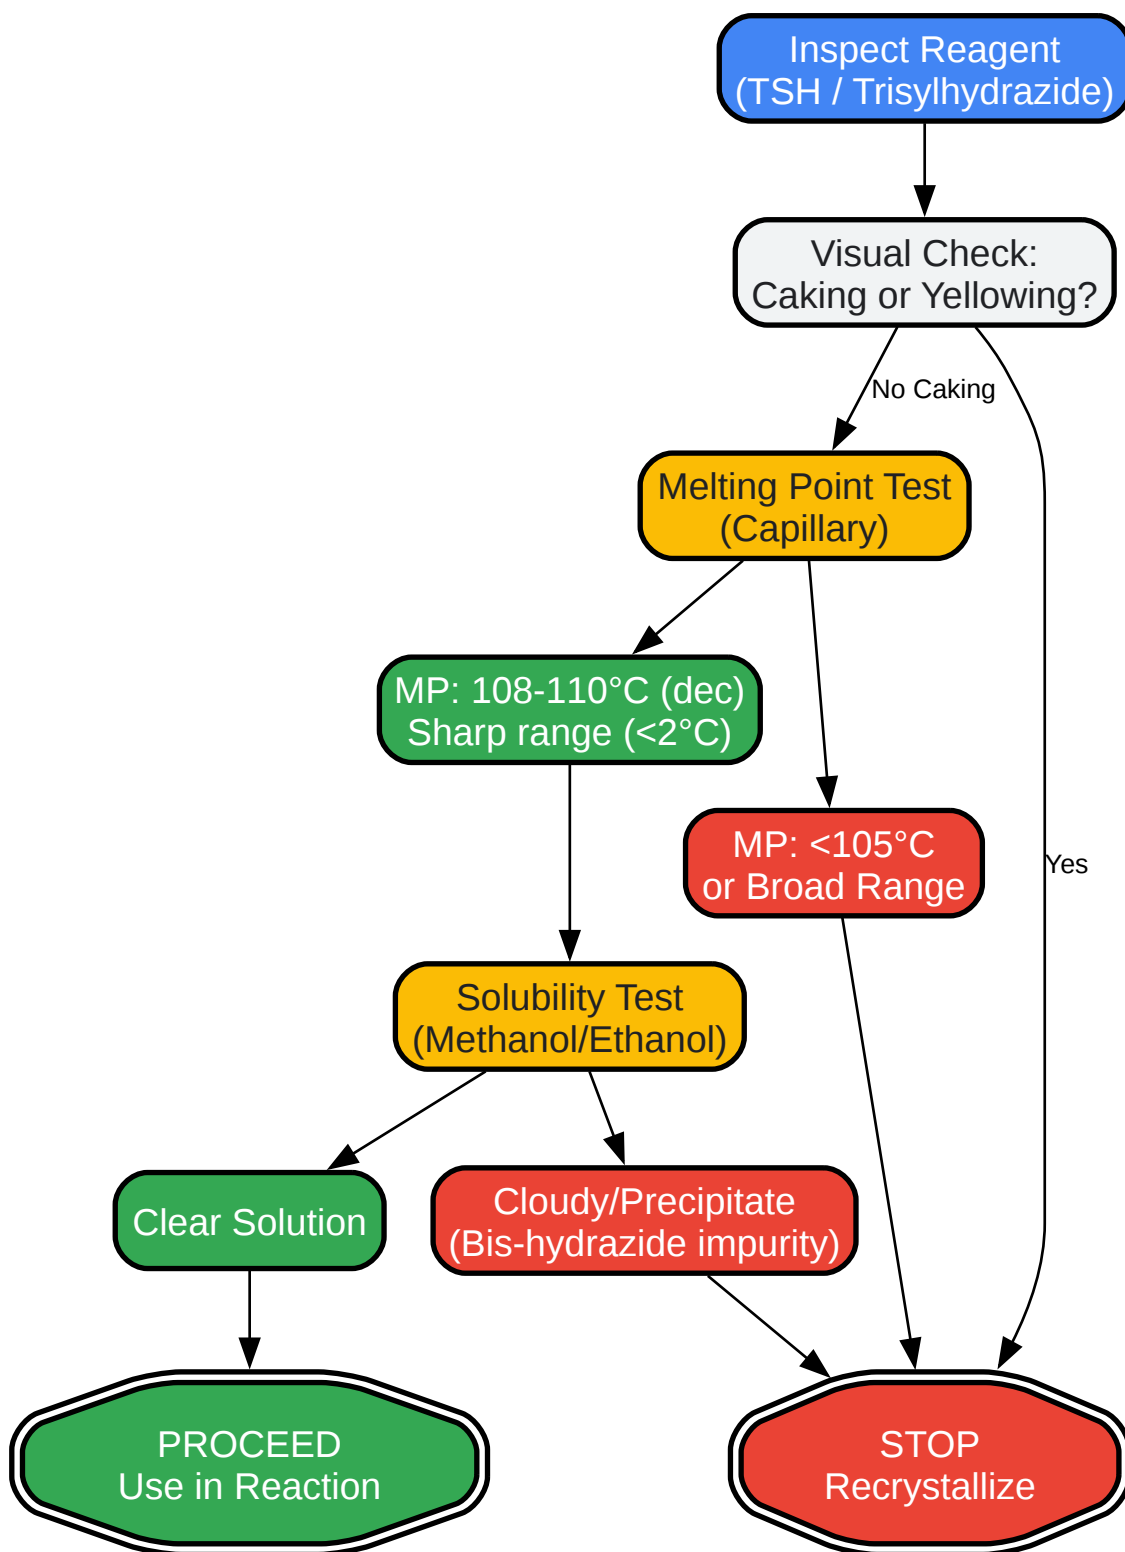 Inspect Reagent
(TSH / Trisylhydrazide)
Visual Check:
Caking or Yellowing?
No Caking
Melting Point Test
(Capillary)
MP: 108-110°C (dec)
Sharp range (<2°C)
MP: <105°C
or Broad Range
Yes
Solubility Test
(Methanol/Ethanol)
Clear Solution
Cloudy/Precipitate
(Bis-hydrazide impurity)
PROCEED
Use in Reaction
STOP
Recrystallize